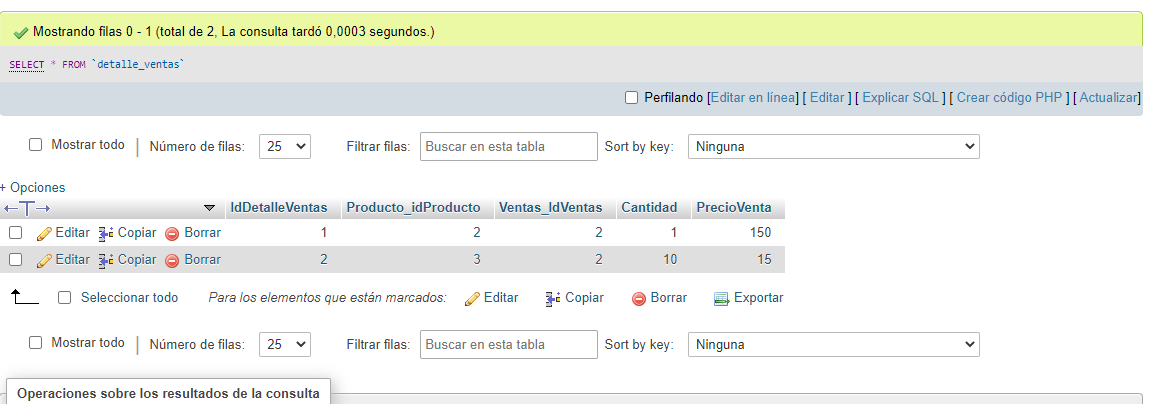 Mostrando filas 0 - 1 (total de 2, La consulta tardó 0,0003 segundos.)
SELECT * FROM `detalle_ventas`
Perfilando [Editar en línea] [ Editar ] [ Explicar SQL ] [ Crear código PHP ] [ Actualizar]
Mostrar todo | Número de filas: 25 Filtrar filas: Buscar en esta tabla Sort by key: Ninguna
+ Opciones
←T→ IdDetalleVentas Producto_idProducto Ventas_IdVentas Cantidad PrecioVenta
Editar Copiar Borrar 1 2 2 1 150
Editar Copiar Borrar 2 3 2 10 15
Seleccionar todo Para los elementos que están marcados: Editar Copiar Borrar Exportar
Mostrar todo | Número de filas: 25 Filtrar filas: Buscar en esta tabla Sort by key: Ninguna
Operaciones sobre los resultados de la consulta